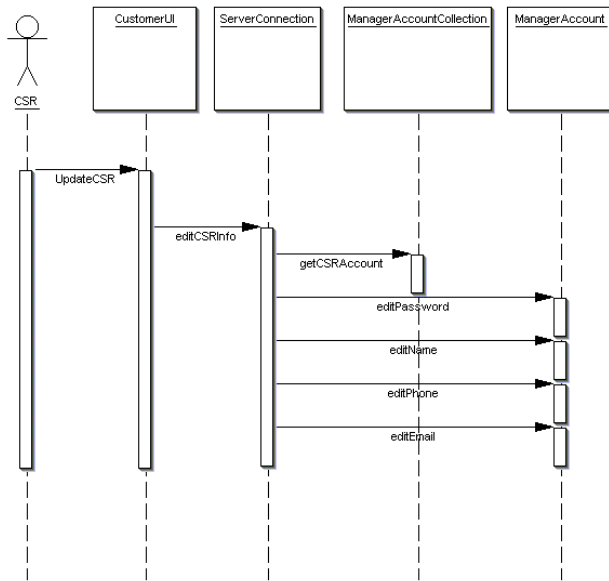 CustomerUI
ServerConnection
ManagerAccountCollection
ManagerAccount
CSR
UpdateCSR
editCSRInfo
getCSRAccount
editPassword
editName
editPhone
editEmail